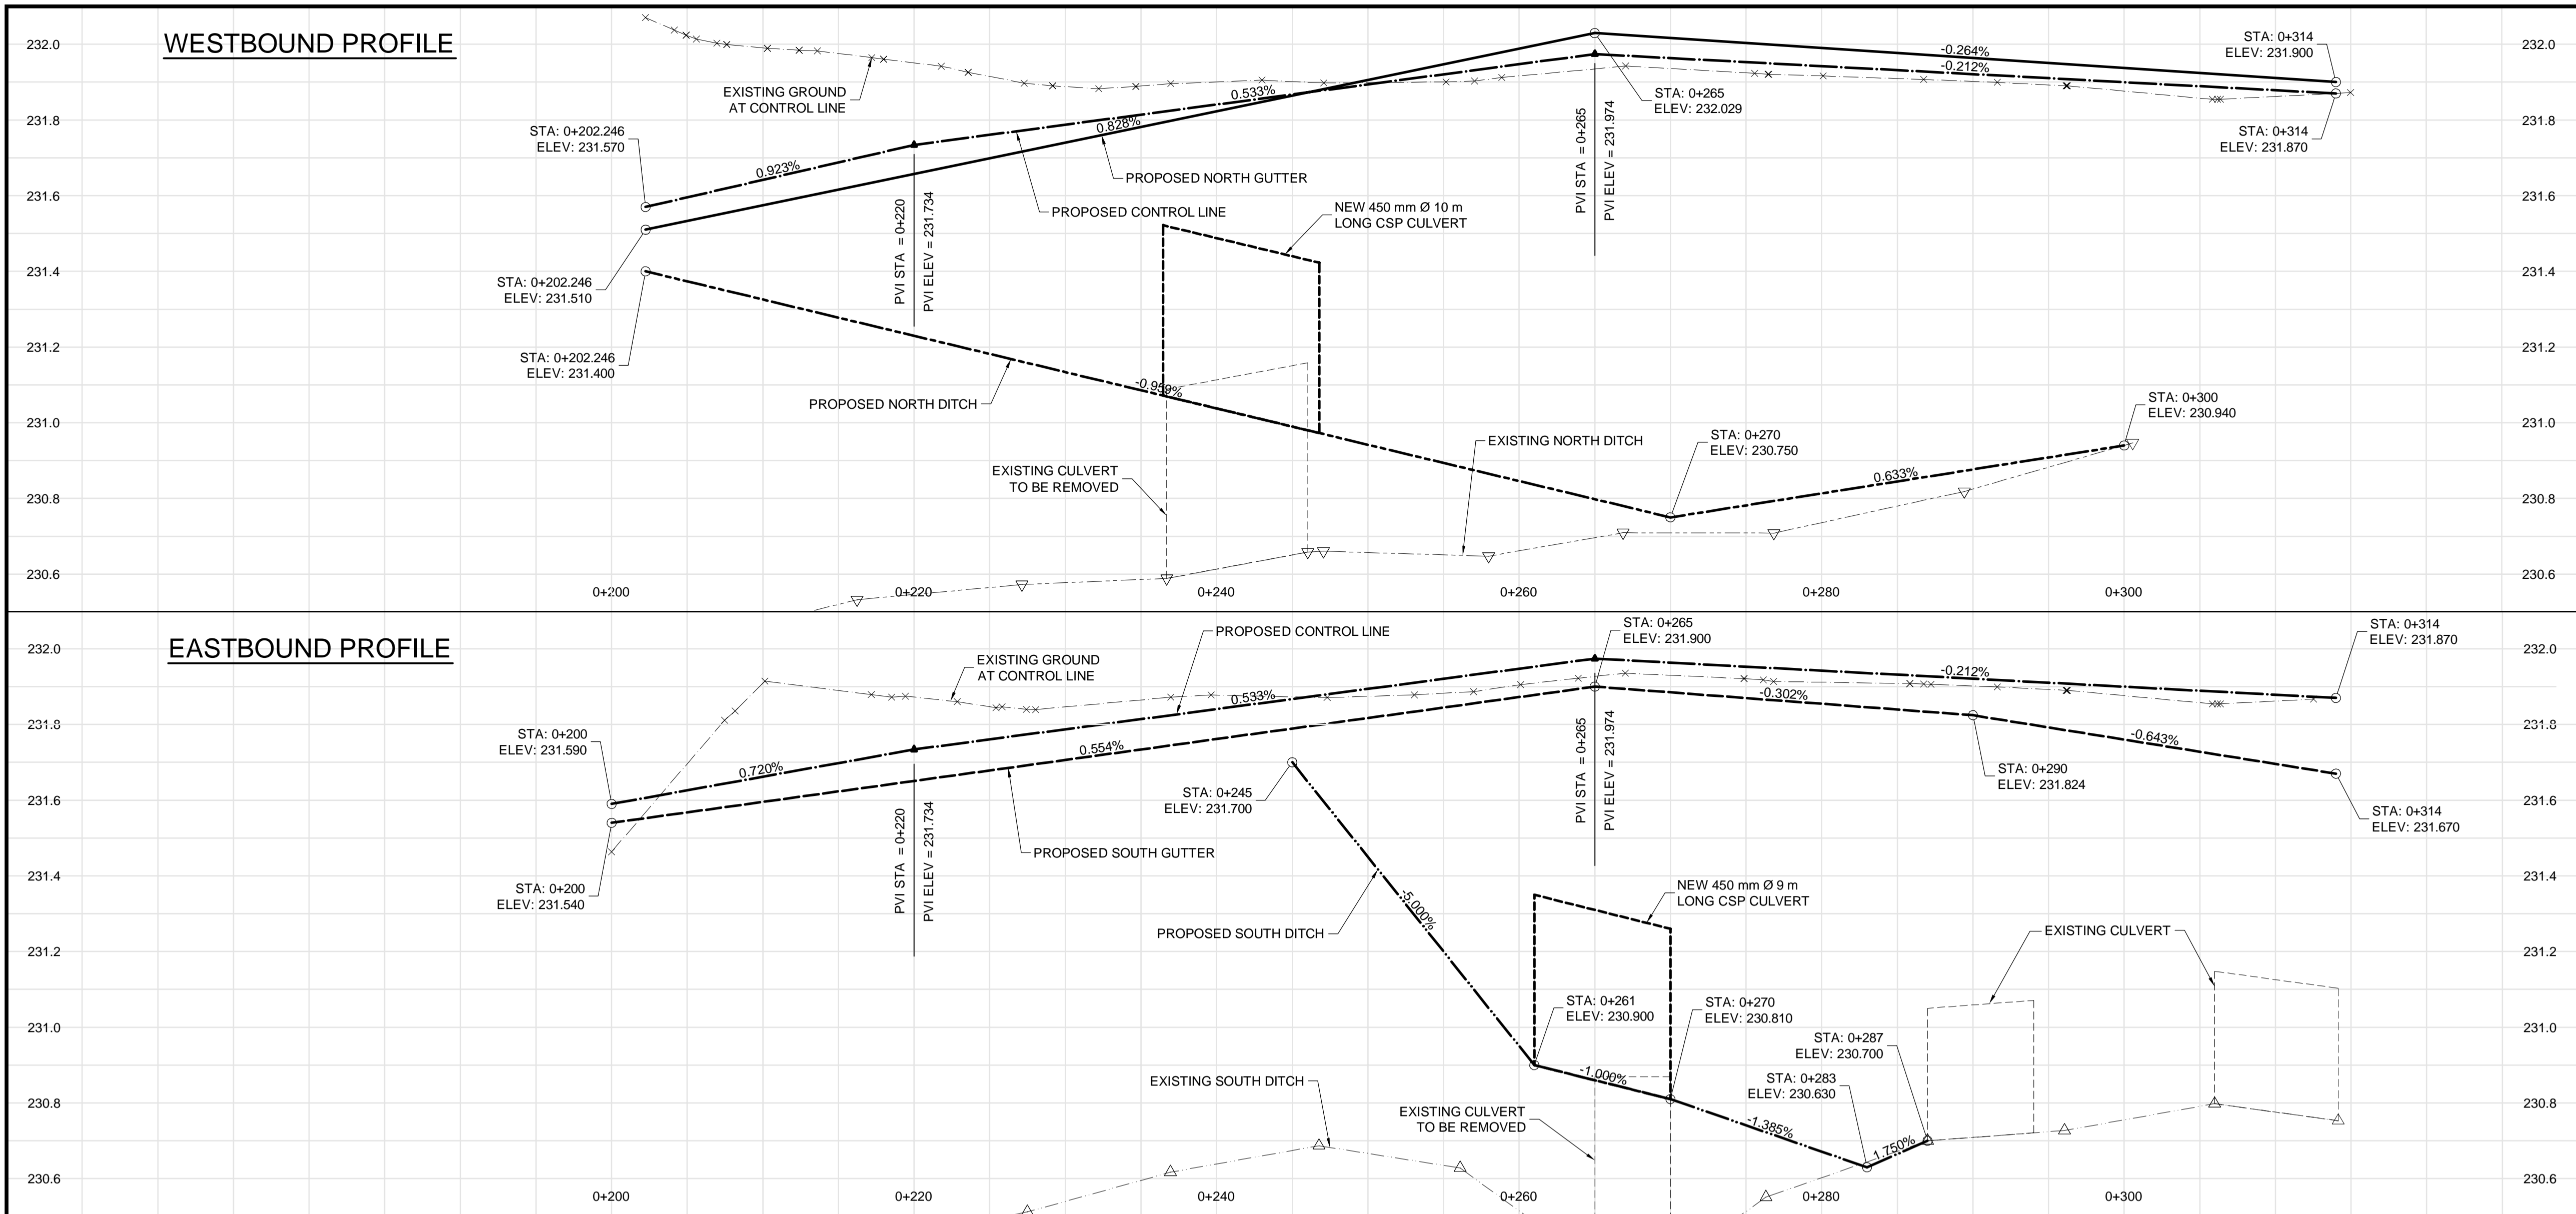 WESTBOUND PROFILE
232.0
231.8
231.6
231.4
231.2
231.0
230.8
230.6
232.0
231.8
231.6
231.4
231.2
231.0
230.8
230.6
EXISTING GROUND
AT CONTROL LINE
STA: 0+202.246
ELEV: 231.570
0.923%
STA: 0+202.246
ELEV: 231.510
STA: 0+202.246
ELEV: 231.400
PVI STA = 0+220
PVI ELEV = 231.734
0.533%
0.828%
PROPOSED NORTH GUTTER
PROPOSED CONTROL LINE
NEW 450 mm Ø 10 m
LONG CSP CULVERT
PROPOSED NORTH DITCH
-0.959%
EXISTING CULVERT
TO BE REMOVED
EXISTING NORTH DITCH
STA: 0+265
ELEV: 232.029
PVI STA = 0+265
PVI ELEV = 231.974
-0.264%
-0.212%
STA: 0+314
ELEV: 231.900
STA: 0+314
ELEV: 231.870
STA: 0+270
ELEV: 230.750
0.633%
STA: 0+300
ELEV: 230.940
0+200
0+220
0+240
0+260
0+280
0+300
EASTBOUND PROFILE
232.0
231.8
231.6
231.4
231.2
231.0
230.8
230.6
232.0
231.8
231.6
231.4
231.2
231.0
230.8
230.6
EXISTING GROUND
AT CONTROL LINE
PROPOSED CONTROL LINE
STA: 0+200
ELEV: 231.590
0.720%
STA: 0+200
ELEV: 231.540
PVI STA = 0+220
PVI ELEV = 231.734
0.533%
0.554%
PROPOSED SOUTH GUTTER
STA: 0+245
ELEV: 231.700
-5.000%
PROPOSED SOUTH DITCH
STA: 0+265
ELEV: 231.900
PVI STA = 0+265
PVI ELEV = 231.974
-0.212%
-0.302%
STA: 0+290
ELEV: 231.824
-0.643%
STA: 0+314
ELEV: 231.870
STA: 0+314
ELEV: 231.670
NEW 450 mm Ø 9 m
LONG CSP CULVERT
STA: 0+261
ELEV: 230.900
-1.000%
STA: 0+270
ELEV: 230.810
EXISTING CULVERT
STA: 0+287
ELEV: 230.700
STA: 0+283
ELEV: 230.630
-1.385%
1.750%
EXISTING SOUTH DITCH
EXISTING CULVERT
TO BE REMOVED
0+200
0+220
0+240
0+260
0+280
0+300